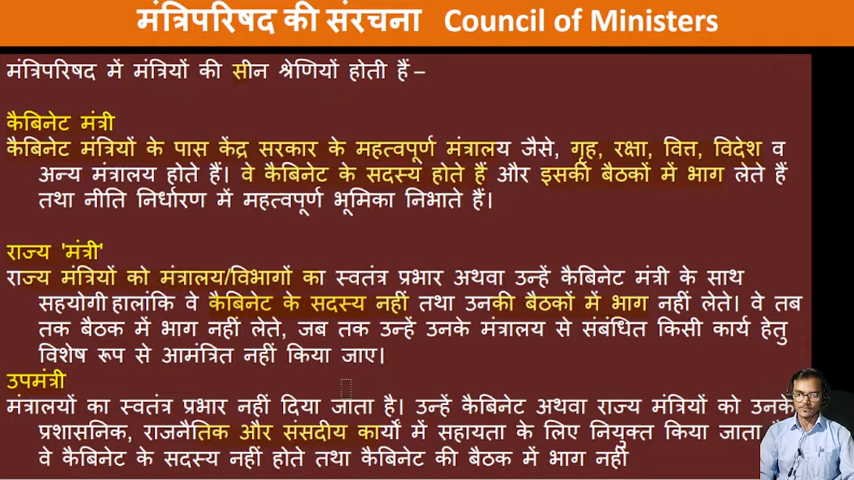 मंत्रिपरिषद की संरचना Council of Ministers
मंत्रिपरिषद में मंत्रियों की सीन श्रेणियों होती हैं –
कैबिनेट मंत्री
कैबिनेट मंत्रियों के पास केंद्र सरकार के महत्वपूर्ण मंत्रालय जैसे, गृह, रक्षा, वित्त, विदेश व
अन्य मंत्रालय होते हैं। वे कैबिनेट के सदस्य होते हैं और इसकी बैठकों में भाग लेते हैं
तथा नीति निर्धारण में महत्वपूर्ण भूमिका निभाते हैं।
राज्य 'मंत्री'
राज्य मंत्रियों को मंत्रालय/विभागों का स्वतंत्र प्रभार अथवा उन्हें कैबिनेट मंत्री के साथ
सहयोगी हालांकि वे कैबिनेट के सदस्य नहीं तथा उनकी बैठकों में भाग नहीं लेते। वे तब
तक बैठक में भाग नहीं लेते, जब तक उन्हें उनके मंत्रालय से संबंधित किसी कार्य हेतु
विशेष रूप से आमंत्रित नहीं किया जाए।
उपमंत्री
मंत्रालयों का स्वतंत्र प्रभार नहीं दिया जाता है। उन्हें कैबिनेट अथवा राज्य मंत्रियों को उनके
प्रशासनिक, राजनैतिक और संसदीय कार्यों में सहायता के लिए नियुक्त किया जाता
वे कैबिनेट के सदस्य नहीं होते तथा कैबिनेट की बैठक में भाग नहीं